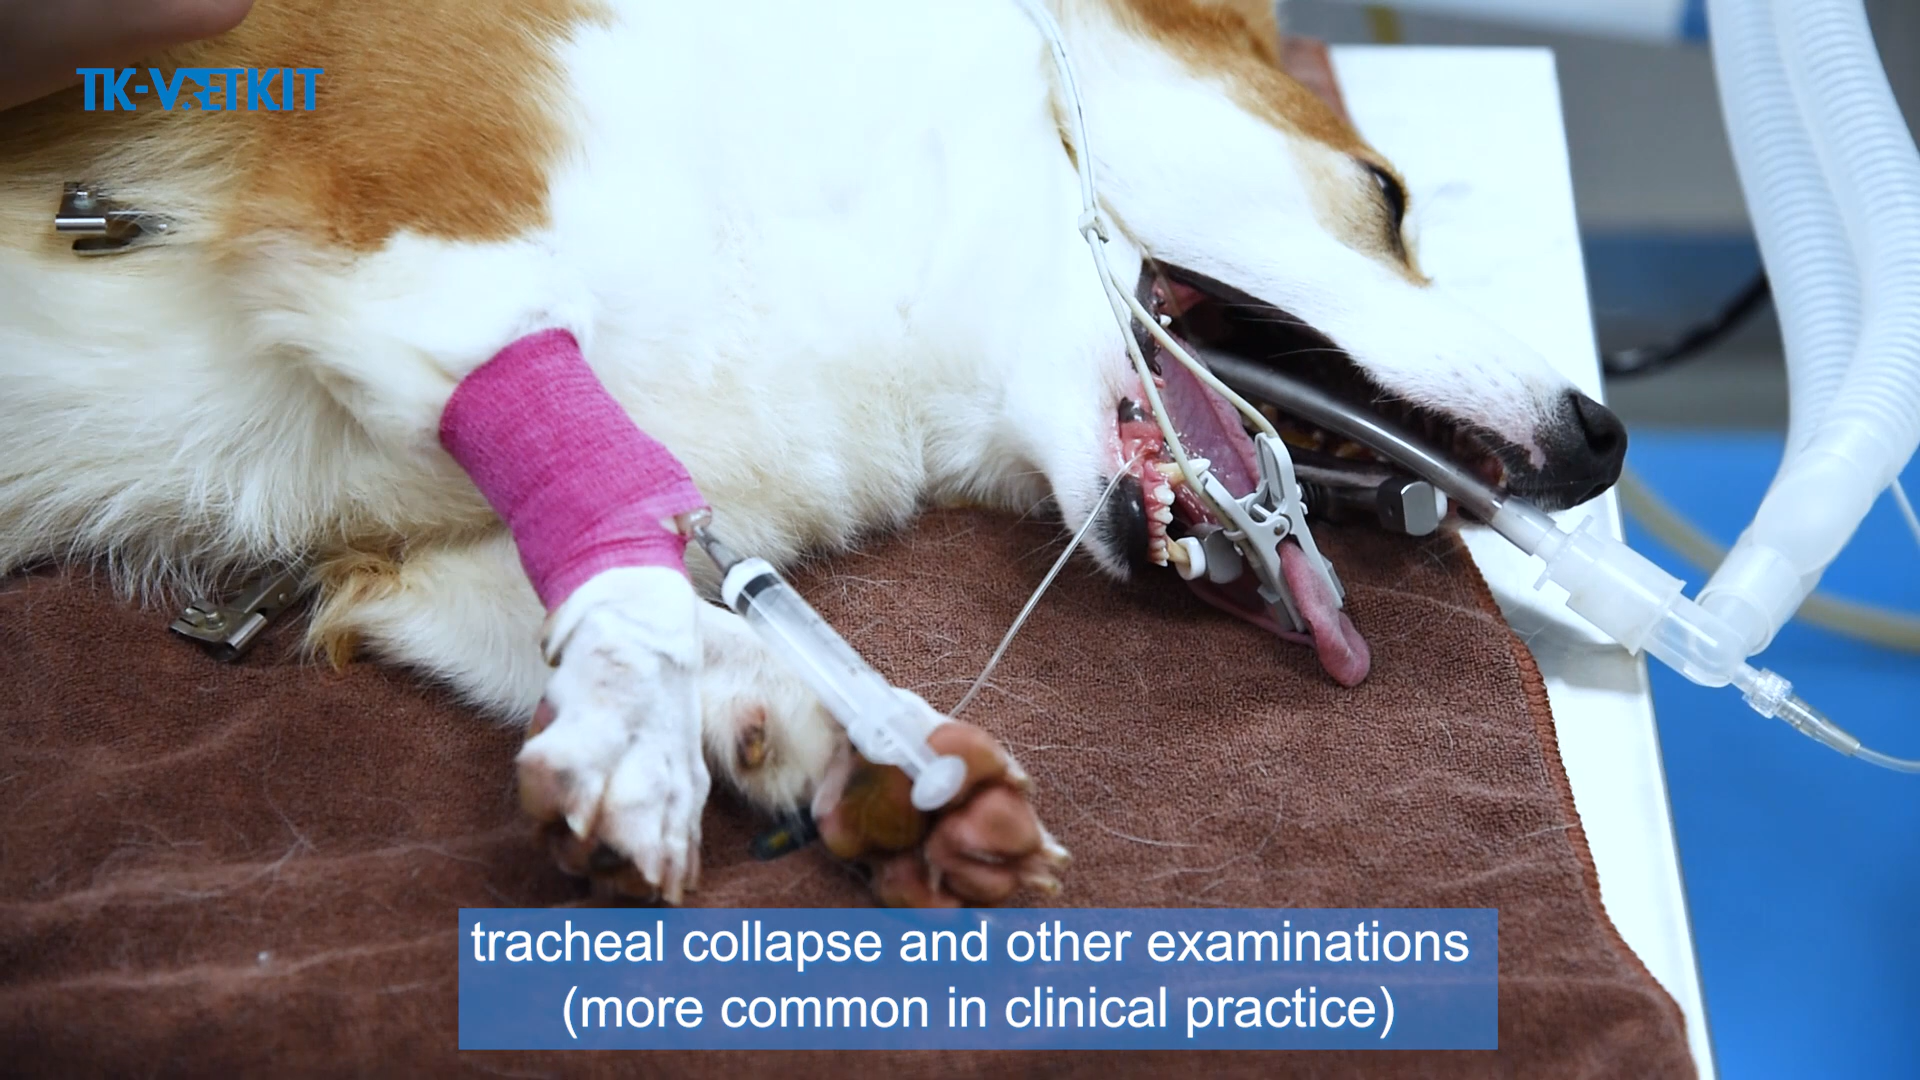 TK-VETKIT
tracheal collapse and other examinations
(more common in clinical practice)